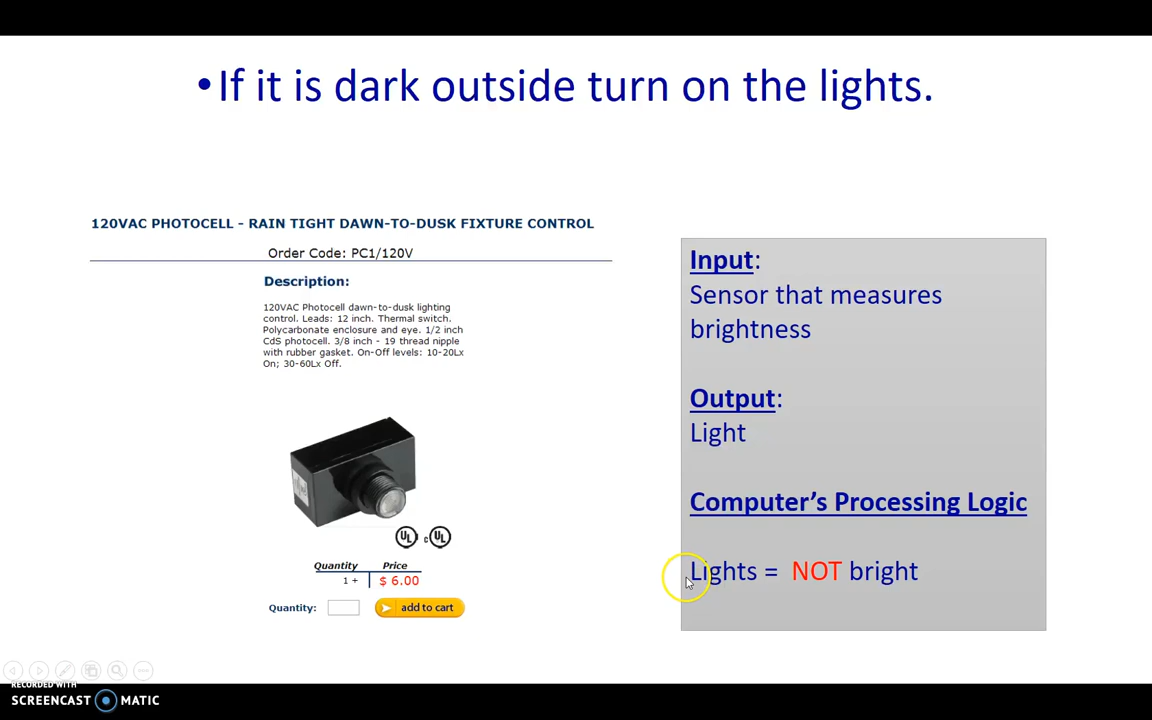 •If it is dark outside turn on the lights.
120VAC PHOTOCELL - RAIN TIGHT DAWN-TO-DUSK FIXTURE CONTROL
Order Code: PC1/120V
Description:
120VAC Photocell dawn-to-dusk lighting
control. Leads: 12 inch. Thermal switch.
Polycarbonate enclosure and eye. 1/2 inch
CdS photocell. 3/8 inch - 19 thread nipple
with rubber gasket. On-Off levels: 10-20Lx
On; 30-60Lx Off.
UL c UL
Quantity Price
1 + $ 6.00
Quantity: add to cart
Input:
Sensor that measures
brightness
Output:
Light
Computer’s Processing Logic
Lights = NOT bright
RECORDED WITH
SCREENCAST MATIC